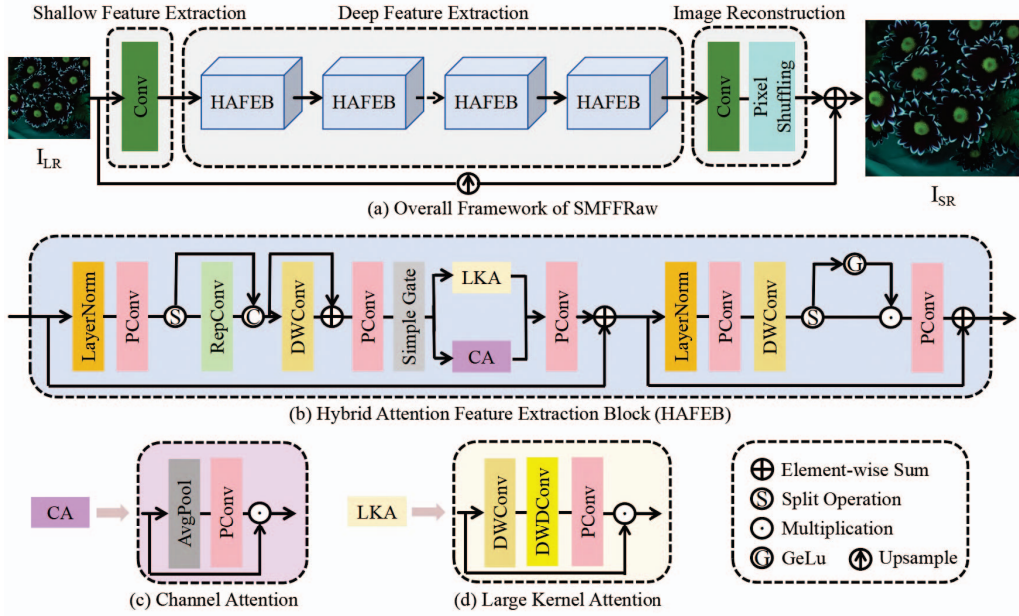 Shallow Feature Extraction
Deep Feature Extraction
Image Reconstruction
Conv
HAFEB
HAFEB
HAFEB
HAFEB
Conv
Pixel
Shuffling
I_LR
I_SR
(a) Overall Framework of SMFFRaw
LayerNorm
PConv
S
RepConv
C
DWConv
PConv
Simple Gate
LKA
CA
PConv
LayerNorm
PConv
DWConv
S
G
PConv
(b) Hybrid Attention Feature Extraction Block (HAFEB)
CA
AvgPool
PConv
(c) Channel Attention
LKA
DWConv
DWDConv
PConv
(d) Large Kernel Attention
Element-wise Sum
S Split Operation
Multiplication
G GeLu
Upsample